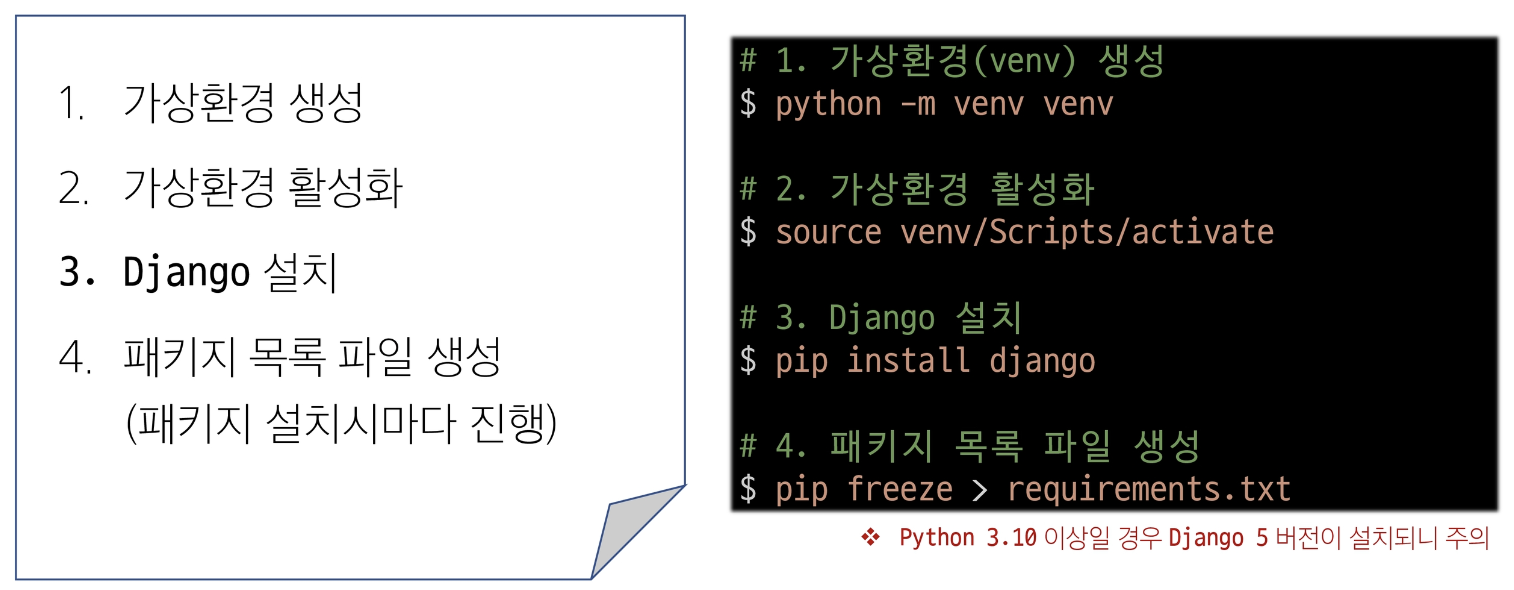 1. 가상환경 생성
2. 가상환경 활성화
3. Django 설치
4. 패키지 목록 파일 생성
(패키지 설치시마다 진행)
# 1. 가상환경(venv) 생성
$ python -m venv venv
# 2. 가상환경 활성화
$ source venv/Scripts/activate
# 3. Django 설치
$ pip install django
# 4. 패키지 목록 파일 생성
$ pip freeze > requirements.txt
❖ Python 3.10 이상일 경우 Django 5 버전이 설치되니 주의